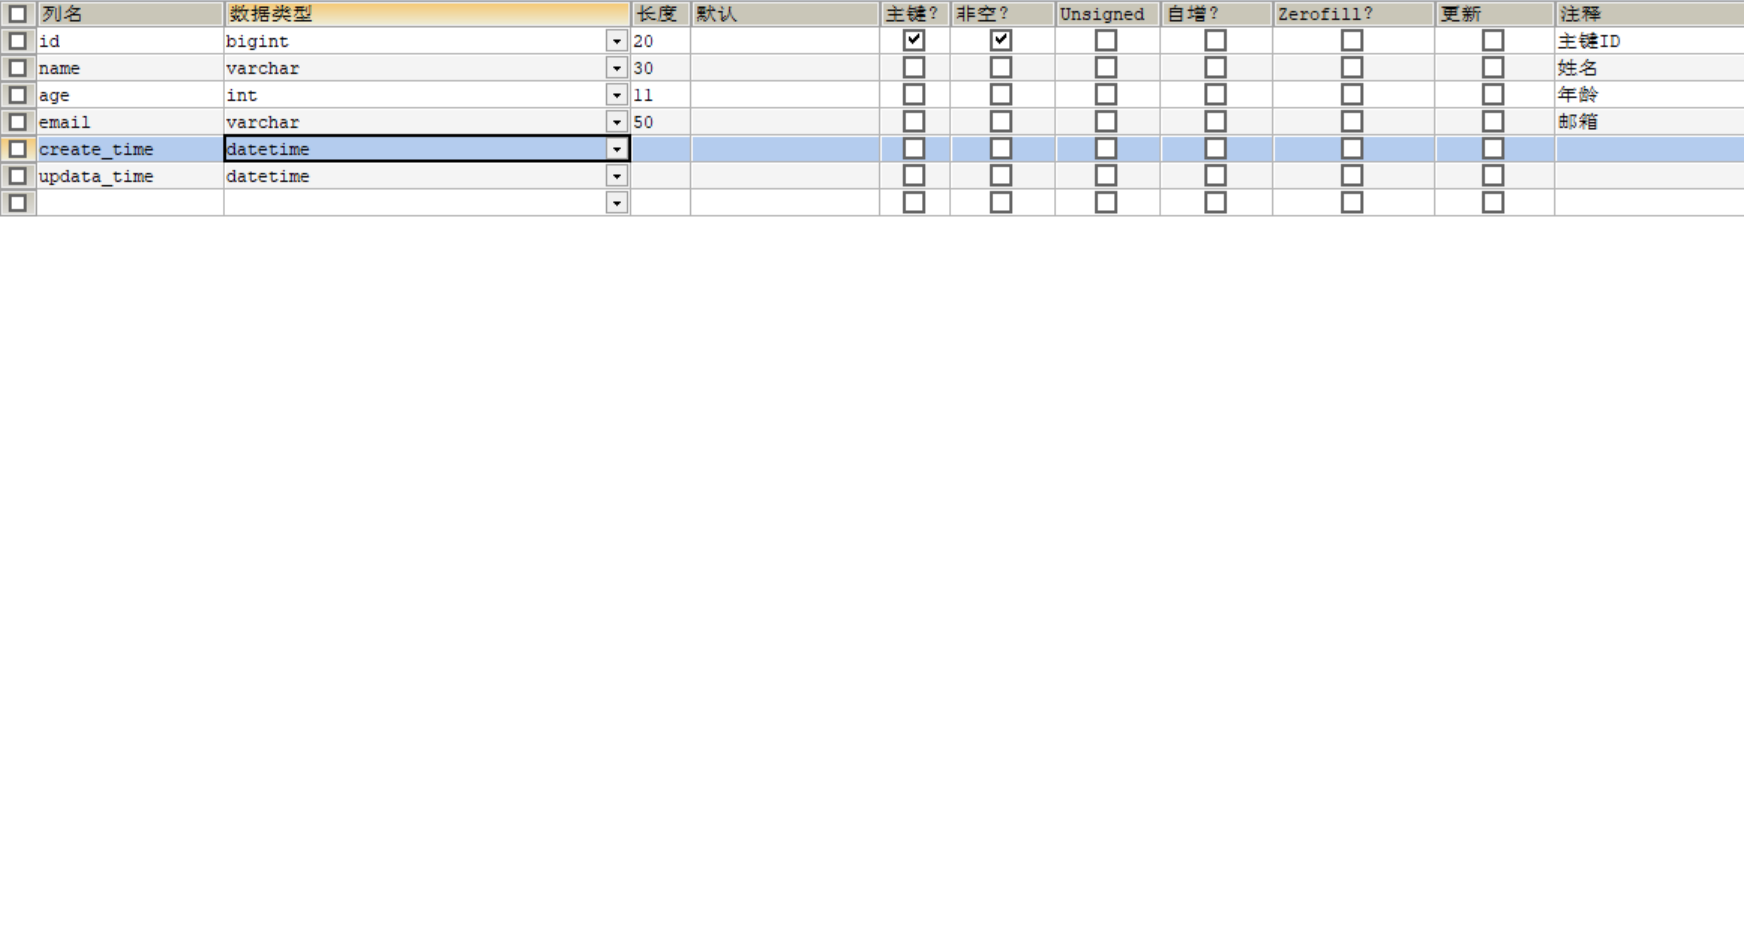 列名 数据类型 长度 默认 主键? 非空? Unsigned 自增? Zerofill? 更新 注释
id bigint 20 主键ID
name varchar 30 姓名
age int 11 年龄
email varchar 50 邮箱
create_time datetime
updata_time datetime